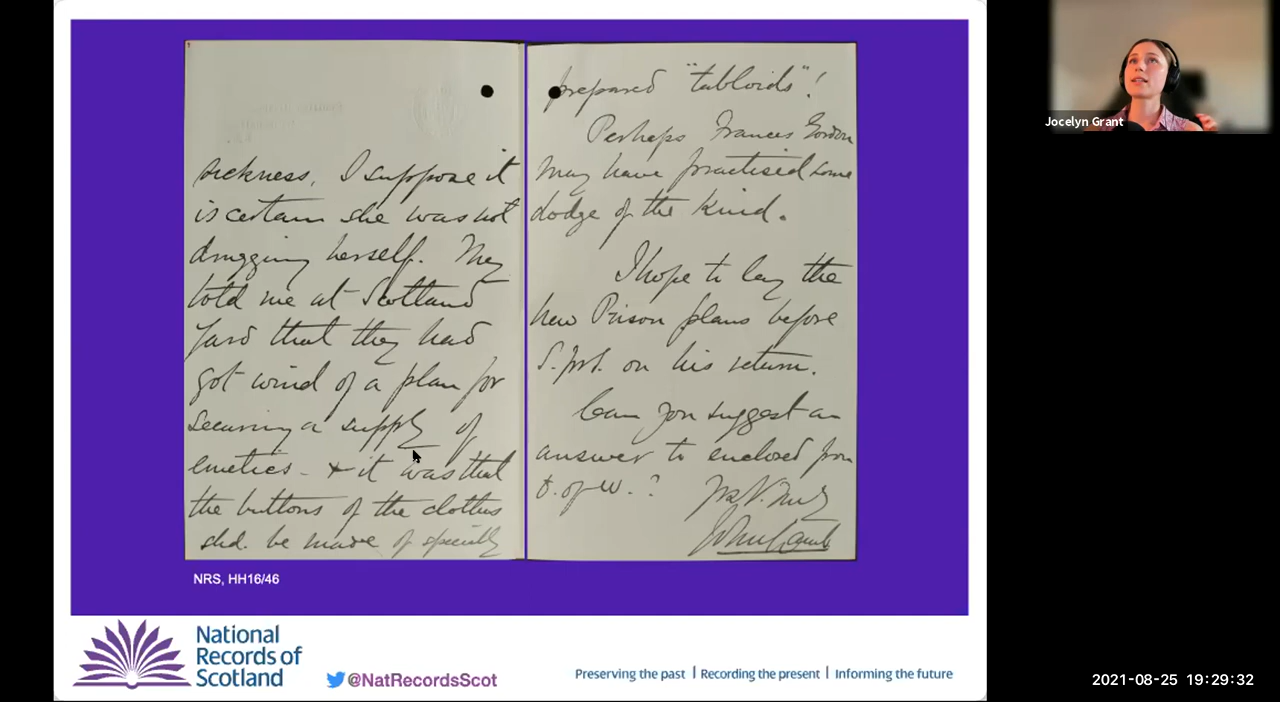 sickness. I suppose it
is certain she was not
drugging herself. They
told me at Scotland
Yard that they had
got wind of a plan for
securing a supply of
emetics - & it was that
the buttons of the clothes
shd. be made of specially
prepared "tabloids"!
Perhaps Frances Gordon
may have practised some
dodge of the kind.
I hope to lay the
new Prison plans before
S. for S. on his return.
Can you suggest an
answer to enclosed from
O. of W.?
John Lamb
NRS, HH16/46
National
Records of
Scotland
@NatRecordsScot
Preserving the past | Recording the present | Informing the future
Jocelyn Grant
2021-08-25 19:29:32